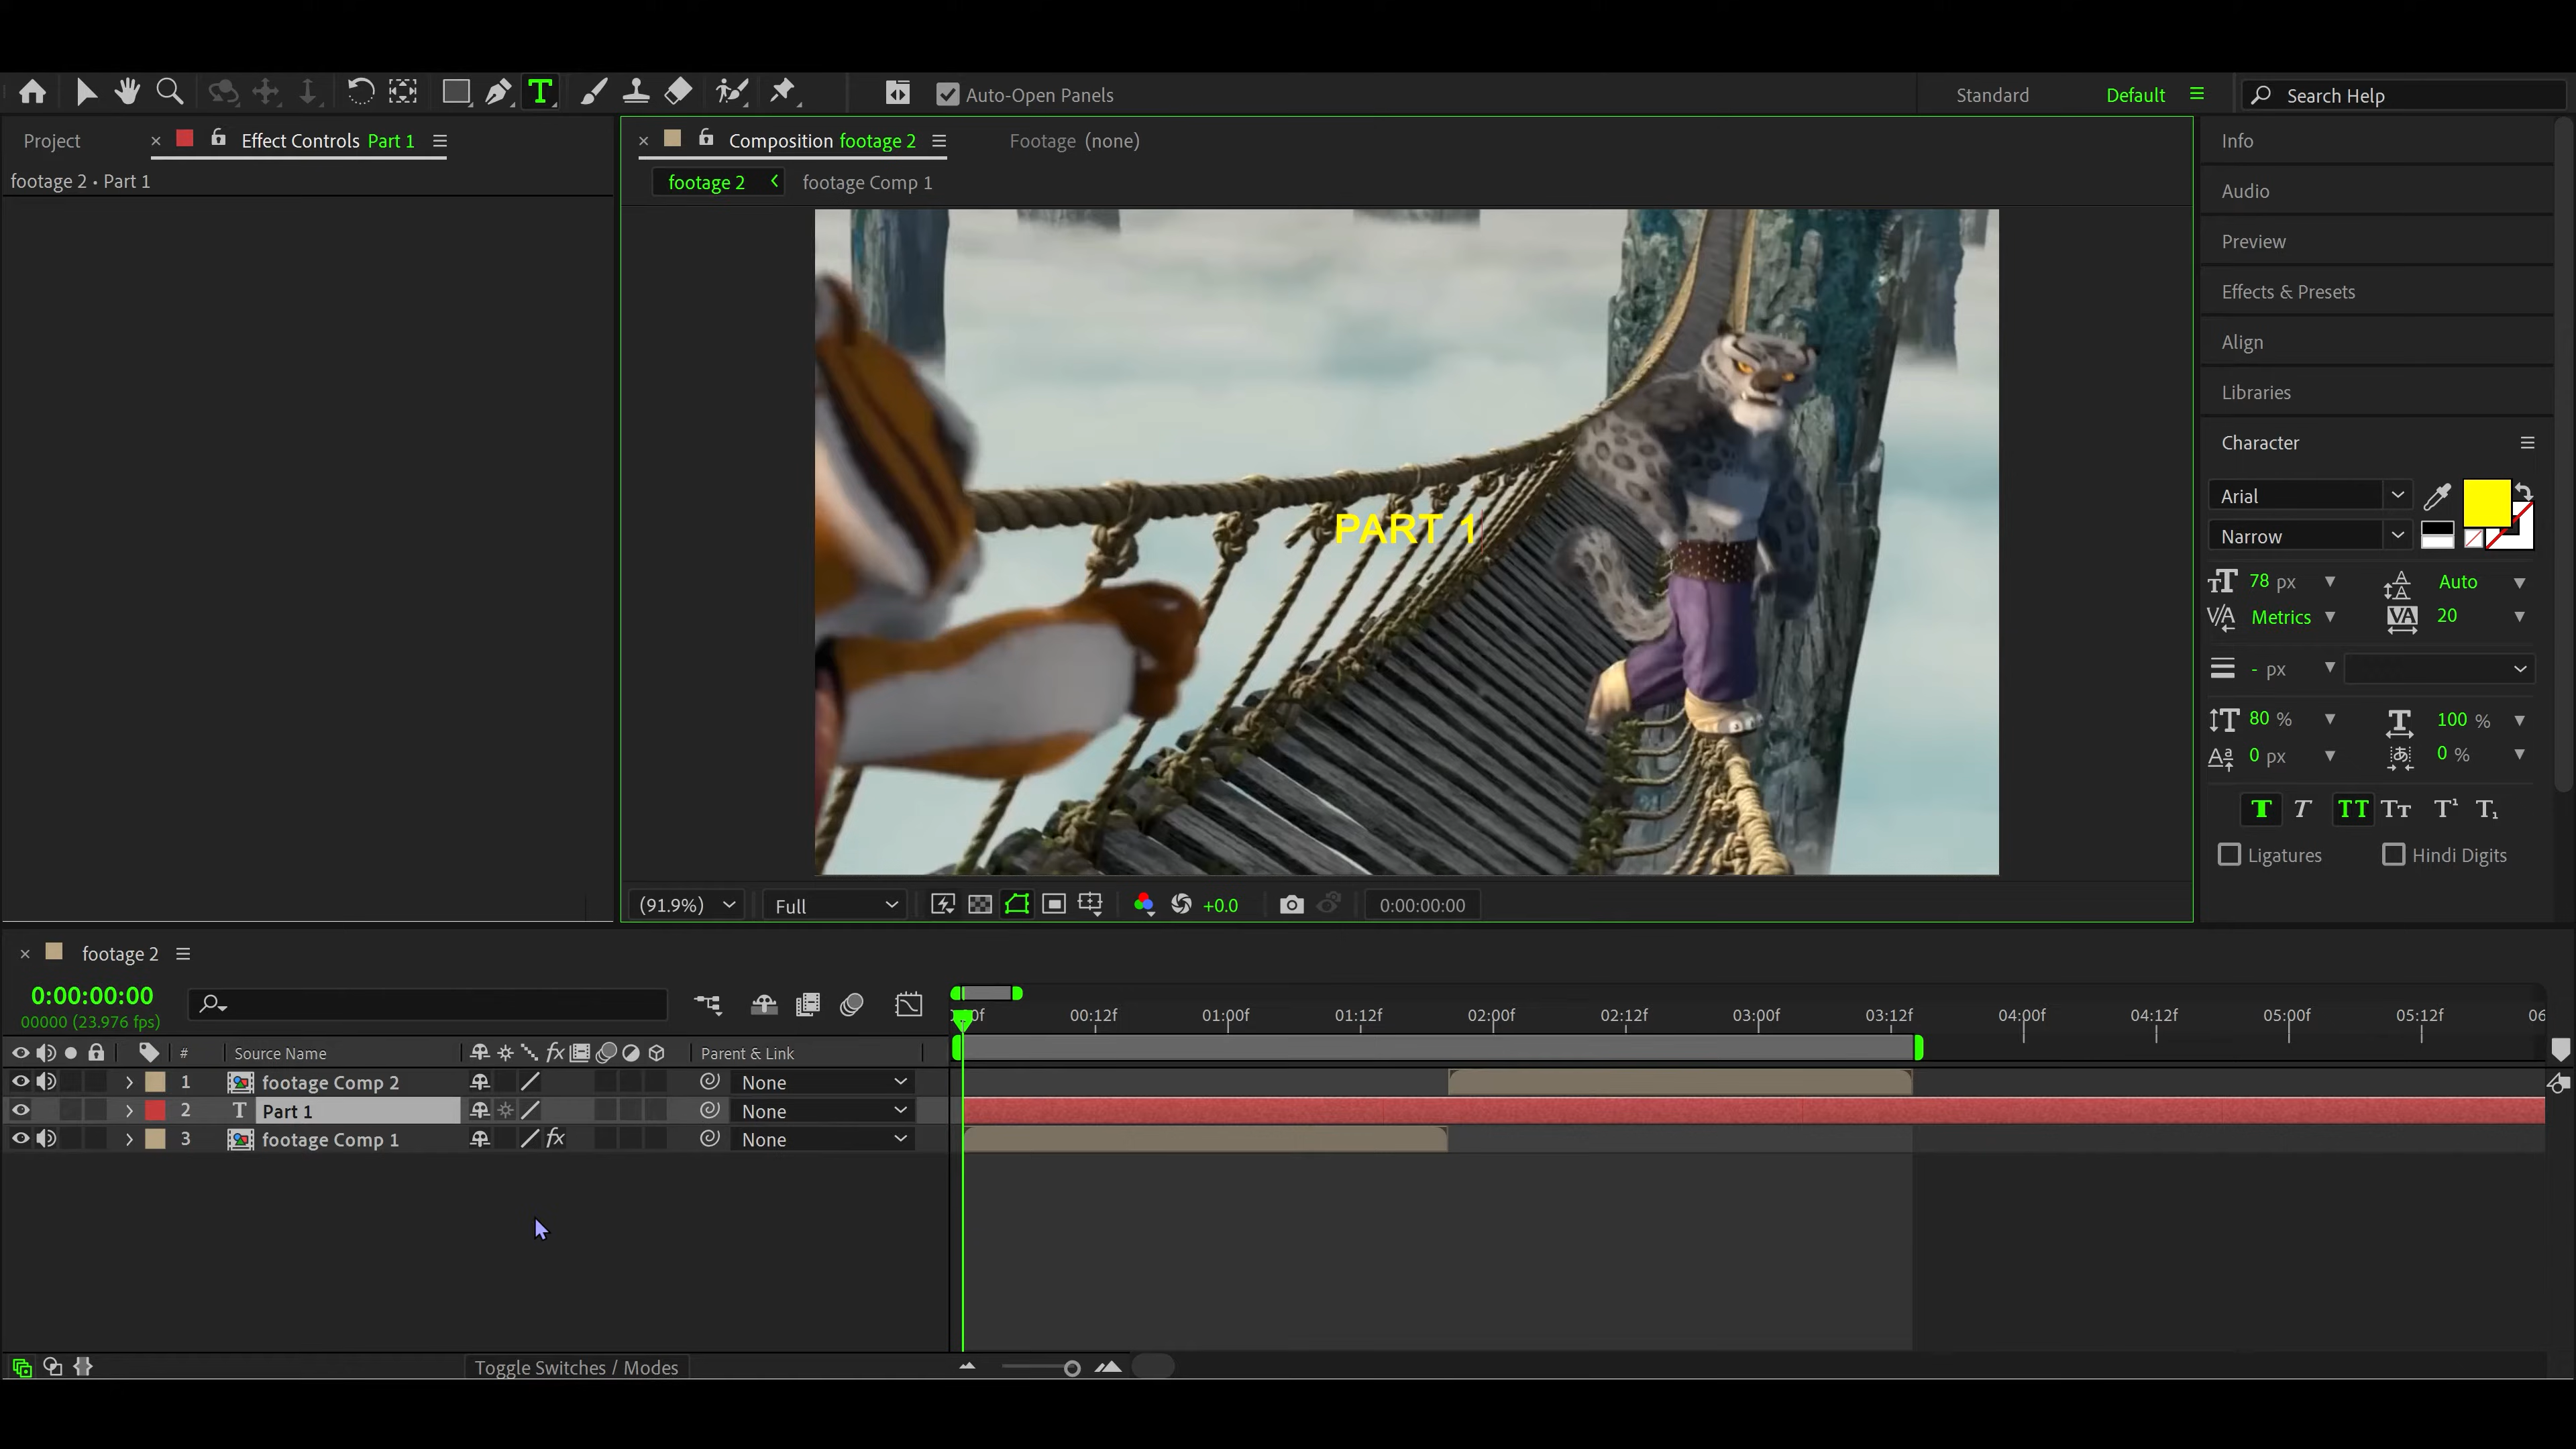 Auto-Open Panels Standard Default Search Help
Project Effect Controls Part 1
footage 2 • Part 1
Composition footage 2 Footage (none)
footage 2 footage Comp 1
PART 1
(91.9%) Full +0.0 0:00:00:00
Info
Audio
Preview
Effects & Presets
Align
Libraries
Character
Arial
Narrow
78 px Auto
Metrics 20
- px
80 % 100 %
0 px 0 %
Ligatures Hindi Digits
footage 2
0:00:00:00
00000 (23.976 fps)
00f 00:12f 01:00f 01:12f 02:00f 02:12f 03:00f 03:12f 04:00f 04:12f 05:00f 05:12f 06
# Source Name fx Parent & Link
1 footage Comp 2 None
2 T Part 1 None
3 footage Comp 1 fx None
Toggle Switches / Modes